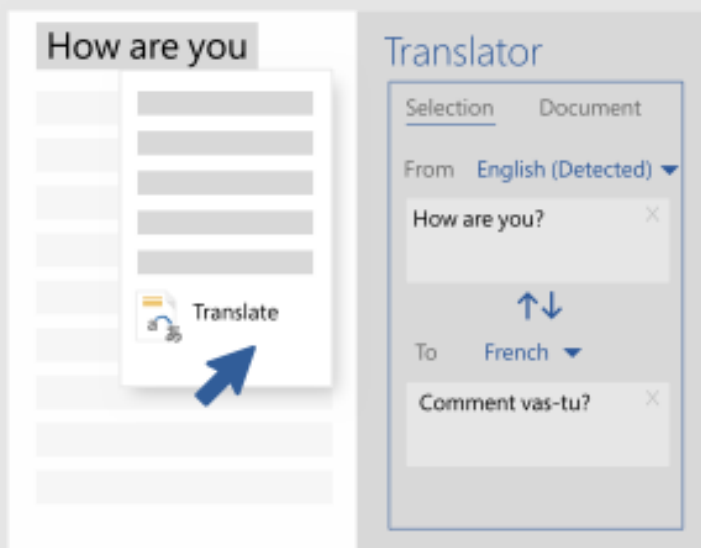 How are you
Translate
Translator
Selection Document
From English (Detected)
How are you?
To French
Comment vas-tu?